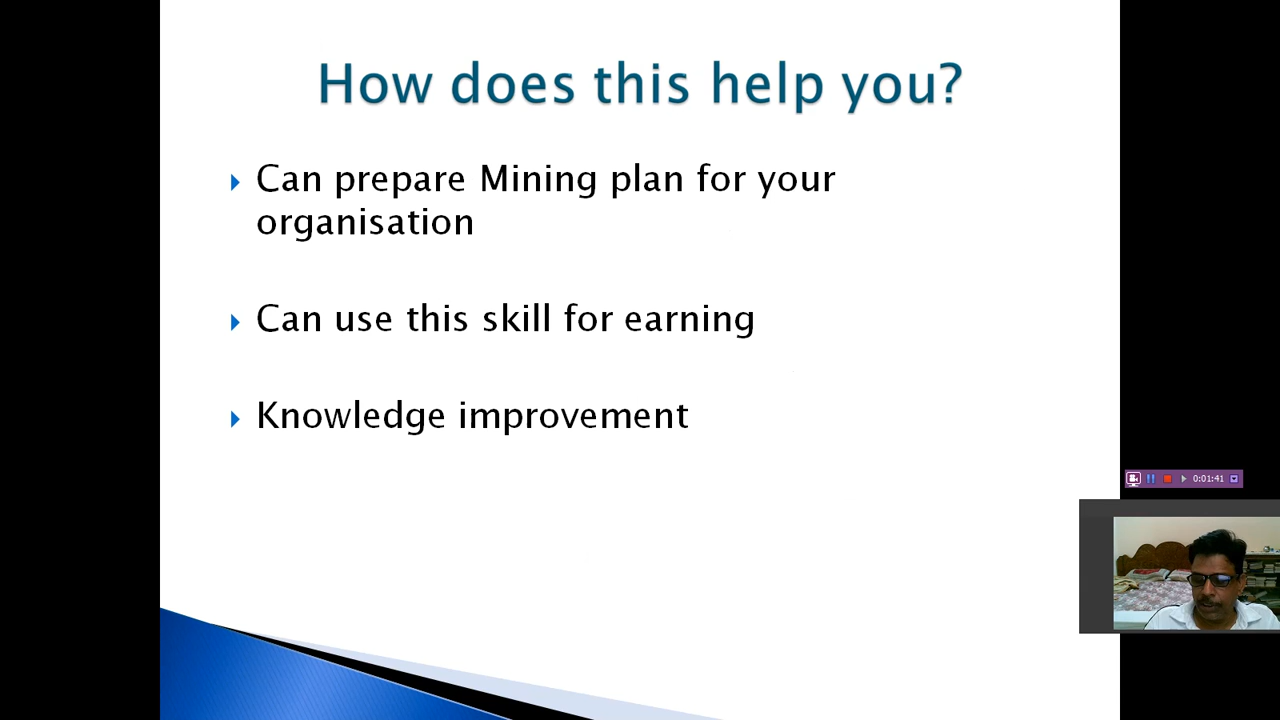 How does this help you?
Can prepare Mining plan for your
organisation
Can use this skill for earning
Knowledge improvement
0:01:41